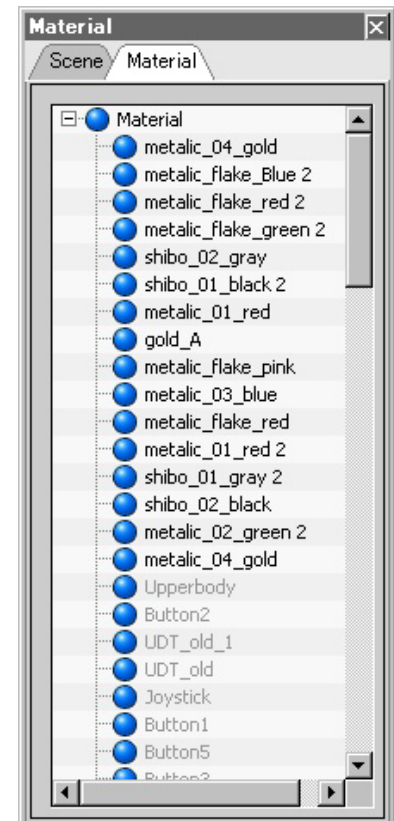 Material
Scene Material
Material
metalic_04_gold
metalic_flake_Blue 2
metalic_flake_red 2
metalic_flake_green 2
shibo_02_gray
shibo_01_black 2
metalic_01_red
gold_A
metalic_flake_pink
metalic_03_blue
metalic_flake_red
metalic_01_red 2
shibo_01_gray 2
shibo_02_black
metalic_02_green 2
metalic_04_gold
Upperbody
Button2
UDT_old_1
UDT_old
Joystick
Button1
Button5
Button3